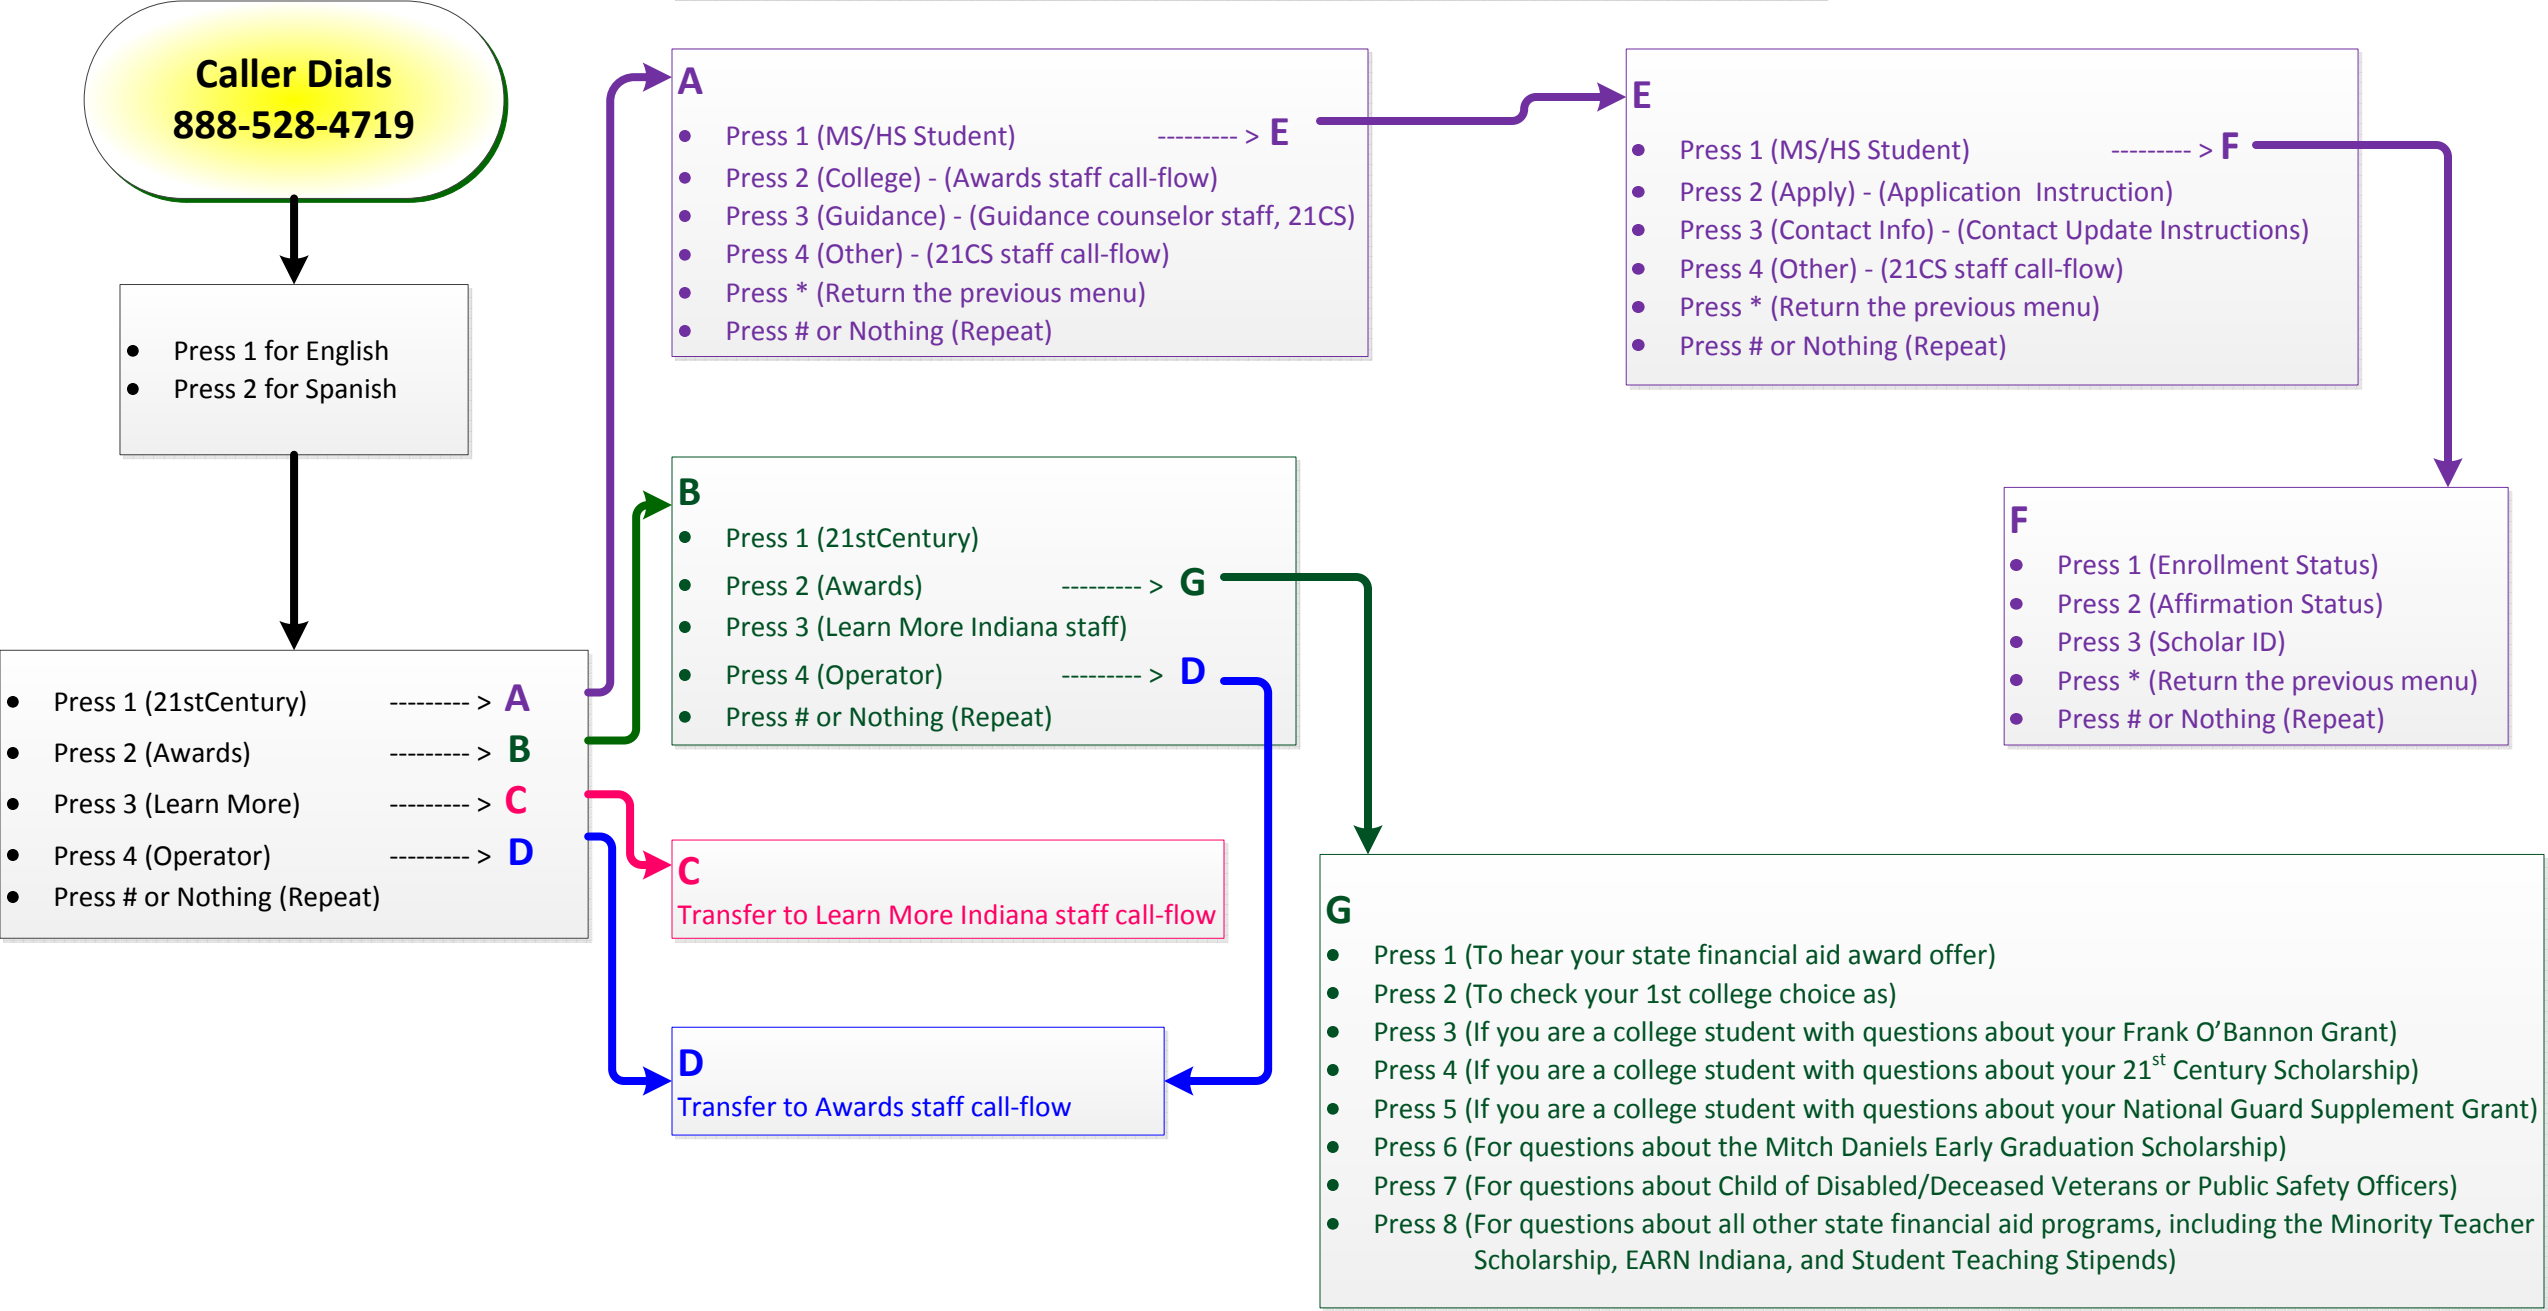 Caller Dials
888-528-4719
• Press 1 for English
• Press 2 for Spanish
• Press 1 (21stCentury) --------- > A
• Press 2 (Awards) --------- > B
• Press 3 (Learn More) --------- > C
• Press 4 (Operator) --------- > D
• Press # or Nothing (Repeat)
A
• Press 1 (MS/HS Student) --------- > E
• Press 2 (College) - (Awards staff call-flow)
• Press 3 (Guidance) - (Guidance counselor staff, 21CS)
• Press 4 (Other) - (21CS staff call-flow)
• Press * (Return the previous menu)
• Press # or Nothing (Repeat)
E
• Press 1 (MS/HS Student) --------- > F
• Press 2 (Apply) - (Application  Instruction)
• Press 3 (Contact Info) - (Contact Update Instructions)
• Press 4 (Other) - (21CS staff call-flow)
• Press * (Return the previous menu)
• Press # or Nothing (Repeat)
B
• Press 1 (21stCentury)
• Press 2 (Awards) --------- > G
• Press 3 (Learn More Indiana staff)
• Press 4 (Operator) --------- > D
• Press # or Nothing (Repeat)
F
• Press 1 (Enrollment Status)
• Press 2 (Affirmation Status)
• Press 3 (Scholar ID)
• Press * (Return the previous menu)
• Press # or Nothing (Repeat)
C
Transfer to Learn More Indiana staff call-flow
D
Transfer to Awards staff call-flow
G
• Press 1 (To hear your state financial aid award offer)
• Press 2 (To check your 1st college choice as)
• Press 3 (If you are a college student with questions about your Frank O’Bannon Grant)
• Press 4 (If you are a college student with questions about your 21st Century Scholarship)
• Press 5 (If you are a college student with questions about your National Guard Supplement Grant)
• Press 6 (For questions about the Mitch Daniels Early Graduation Scholarship)
• Press 7 (For questions about Child of Disabled/Deceased Veterans or Public Safety Officers)
• Press 8 (For questions about all other state financial aid programs, including the Minority Teacher
Scholarship, EARN Indiana, and Student Teaching Stipends)